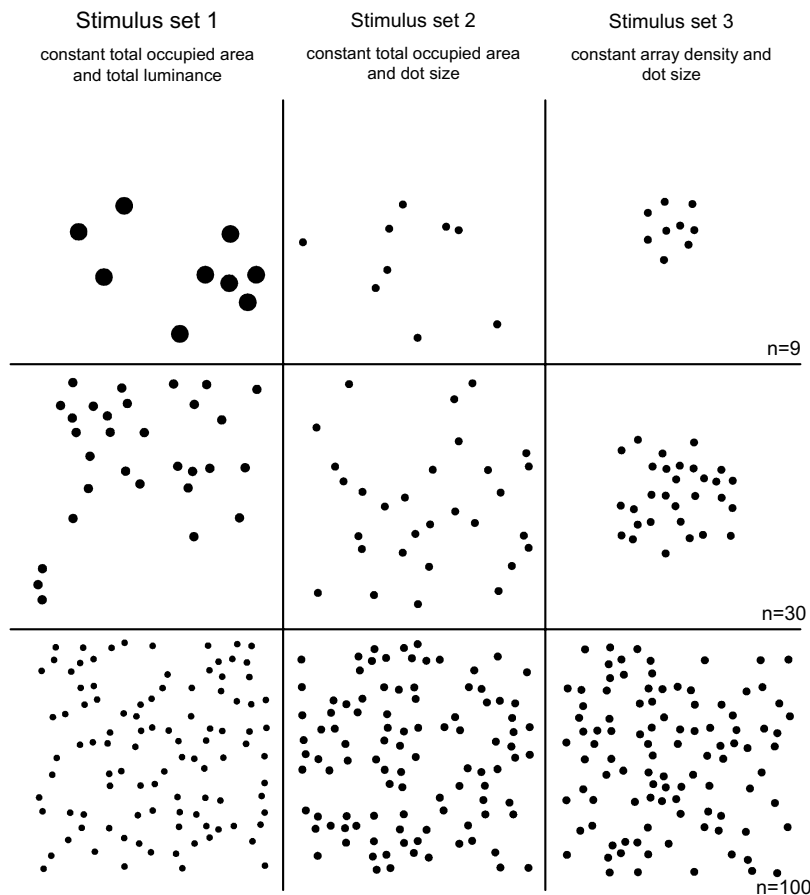 Stimulus set 1
constant total occupied area
and total luminance
Stimulus set 2
constant total occupied area
and dot size
Stimulus set 3
constant array density and
dot size
n=9
n=30
n=100